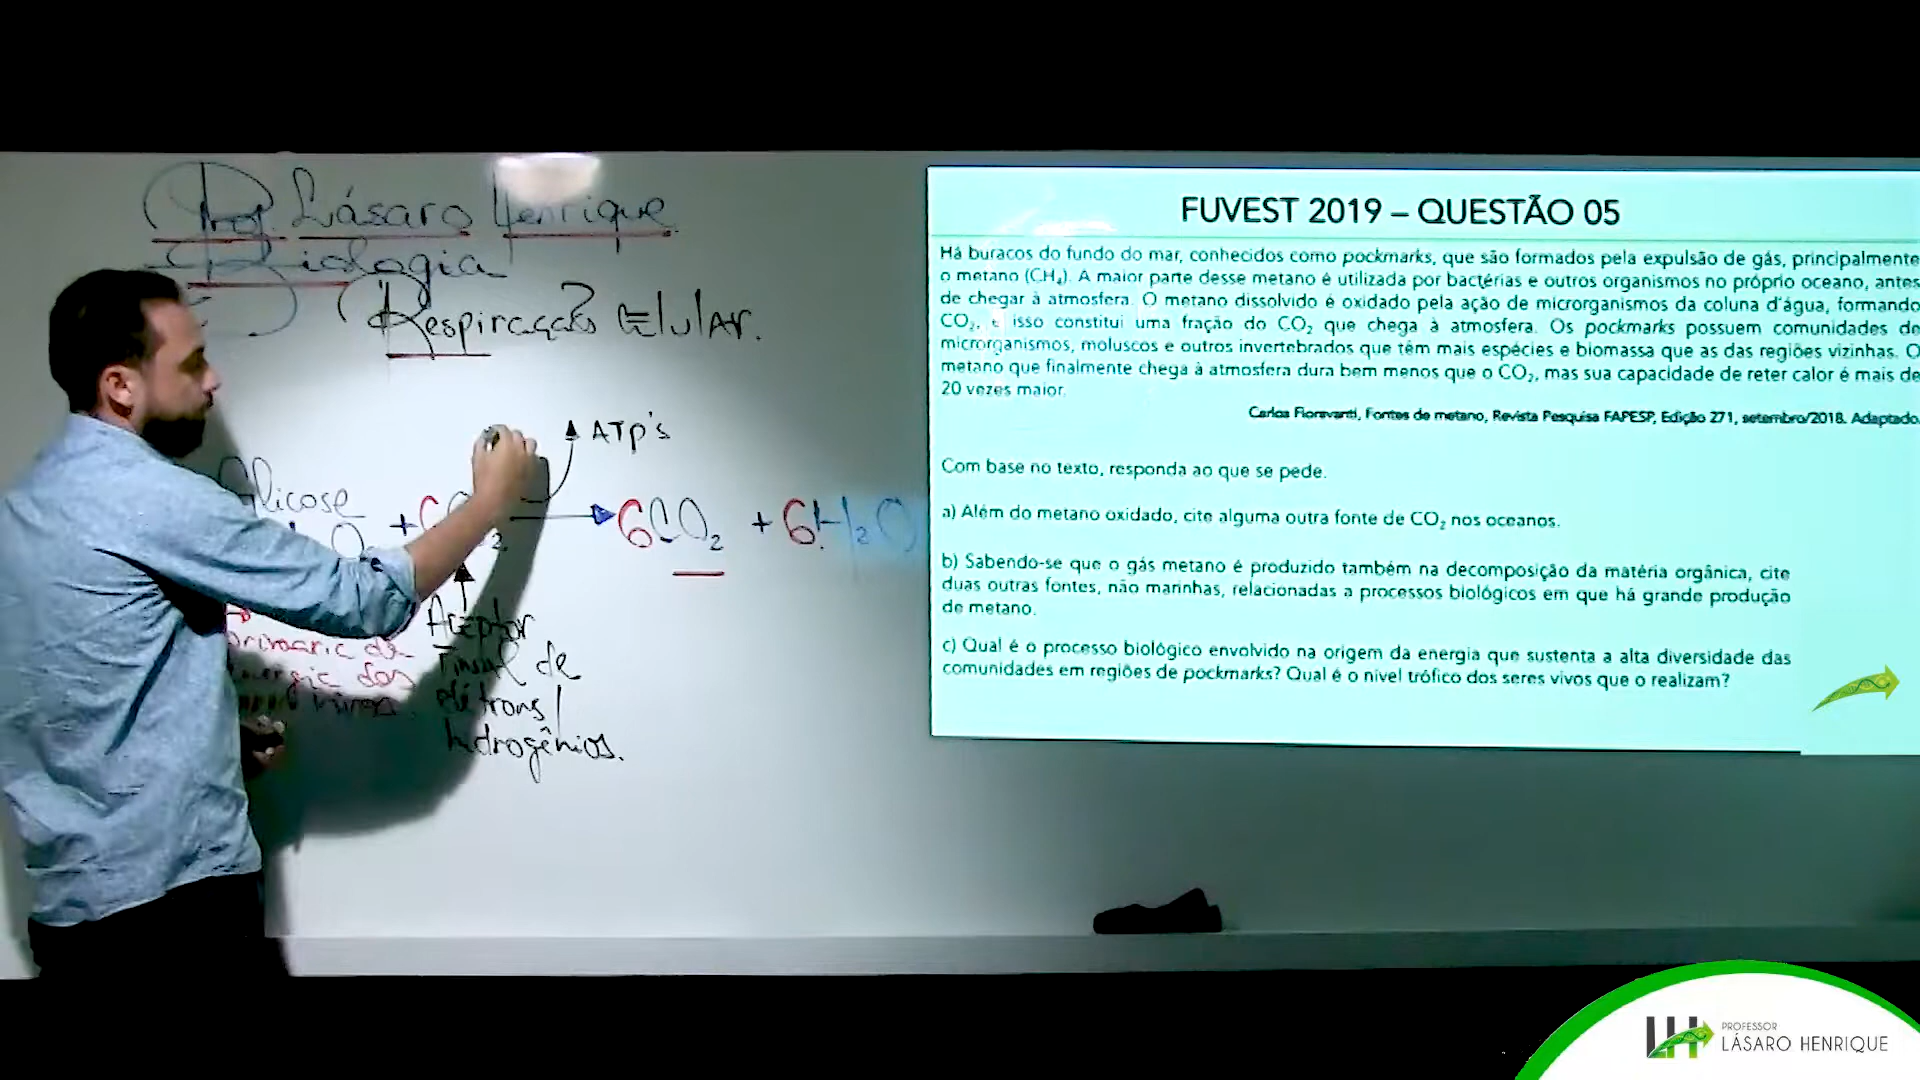 Prof. Lásaro Henrique
Biologia
Respiração Celular.
ATP's
Glicose
+ 6O₂ → 6CO₂ + 6H₂O
Aceptor
Final de
elétrons/
hidrogênios.
primaria de
energia dos
FUVEST 2019 – QUESTÃO 05
Há buracos do fundo do mar, conhecidos como pockmarks, que são formados pela expulsão de gás, principalmente
o metano (CH₄). A maior parte desse metano é utilizada por bactérias e outros organismos no próprio oceano, antes
de chegar à atmosfera. O metano dissolvido é oxidado pela ação de microrganismos da coluna d'água, formando
CO₂, e isso constitui uma fração do CO₂ que chega à atmosfera. Os pockmarks possuem comunidades de
microrganismos, moluscos e outros invertebrados que têm mais espécies e biomassa que as das regiões vizinhas. O
metano que finalmente chega à atmosfera dura bem menos que o CO₂, mas sua capacidade de reter calor é mais de
20 vezes maior.
Carlos Fioravanti, Fontes de metano, Revista Pesquisa FAPESP, Edição 271, setembro/2018. Adaptado.
Com base no texto, responda ao que se pede.
a) Além do metano oxidado, cite alguma outra fonte de CO₂ nos oceanos.
b) Sabendo-se que o gás metano é produzido também na decomposição da matéria orgânica, cite
duas outras fontes, não marinhas, relacionadas a processos biológicos em que há grande produção
de metano.
c) Qual é o processo biológico envolvido na origem da energia que sustenta a alta diversidade das
comunidades em regiões de pockmarks? Qual é o nível trófico dos seres vivos que o realizam?
LH PROFESSOR
LÁSARO HENRIQUE